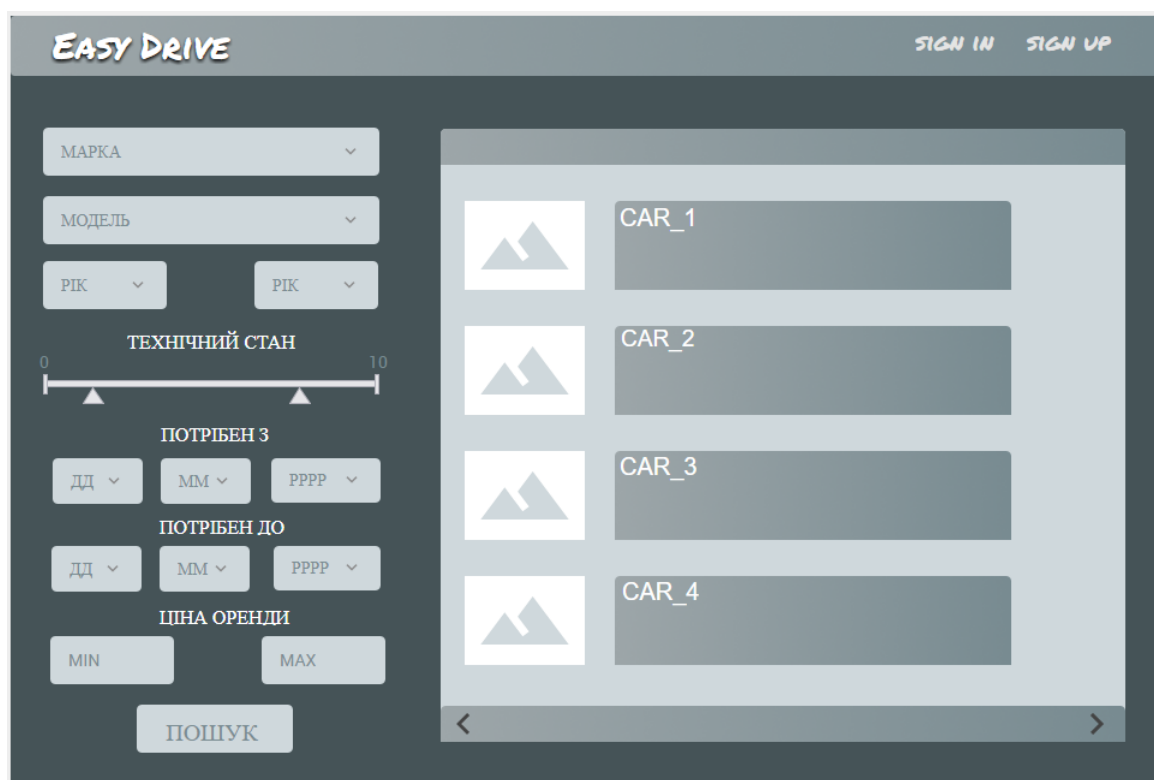 EASY DRIVE
SIGN IN SIGN UP
МАРКА
МОДЕЛЬ
РІК РІК
ТЕХНІЧНИЙ СТАН
0 10
ПОТРІБЕН З
ДД ММ РРРР
ПОТРІБЕН ДО
ДД ММ РРРР
ЦІНА ОРЕНДИ
MIN MAX
ПОШУК
CAR_1
CAR_2
CAR_3
CAR_4